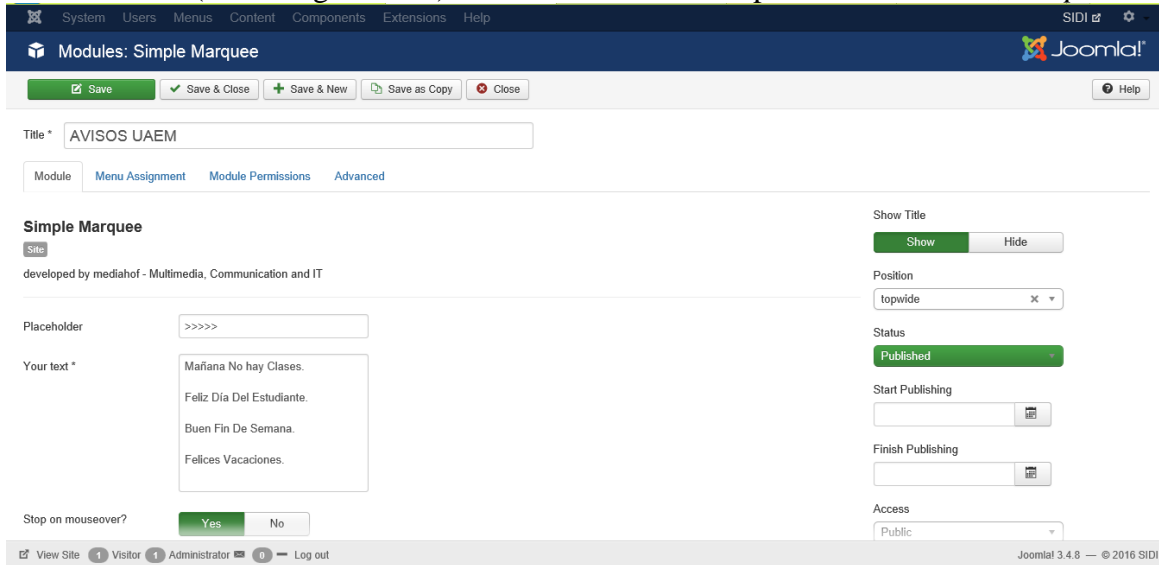 System Users Menus Content Components Extensions Help SIDI
Modules: Simple Marquee Joomla!
Save Save & Close Save & New Save as Copy Close Help
Title * AVISOS UAEM
Module Menu Assignment Module Permissions Advanced
Simple Marquee
Site
developed by mediahof - Multimedia, Communication and IT
Placeholder >>>>>
Your text * Mañana No hay Clases.
Feliz Día Del Estudiante.
Buen Fin De Semana.
Felices Vacaciones.
Stop on mouseover? Yes No
Show Title
Show Hide
Position
topwide
Status
Published
Start Publishing
Finish Publishing
Access
Public
View Site 1 Visitor 1 Administrator 0 Log out Joomla! 3.4.8 — © 2016 SIDI